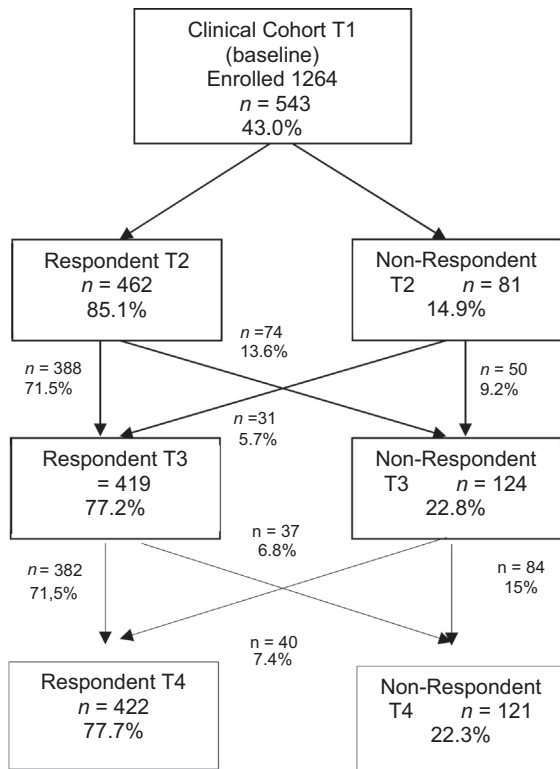 Clinical Cohort T1
(baseline)
Enrolled 1264
n = 543
43.0%
Respondent T2
n = 462
85.1%
Non-Respondent
T2 n = 81
14.9%
n =74
13.6%
n = 388
71.5%
n = 50
9.2%
n =31
5.7%
Respondent T3
= 419
77.2%
Non-Respondent
T3 n = 124
22.8%
n = 37
6.8%
n = 382
71,5%
n = 84
15%
n = 40
7.4%
Respondent T4
n = 422
77.7%
Non-Respondent
T4 n = 121
22.3%